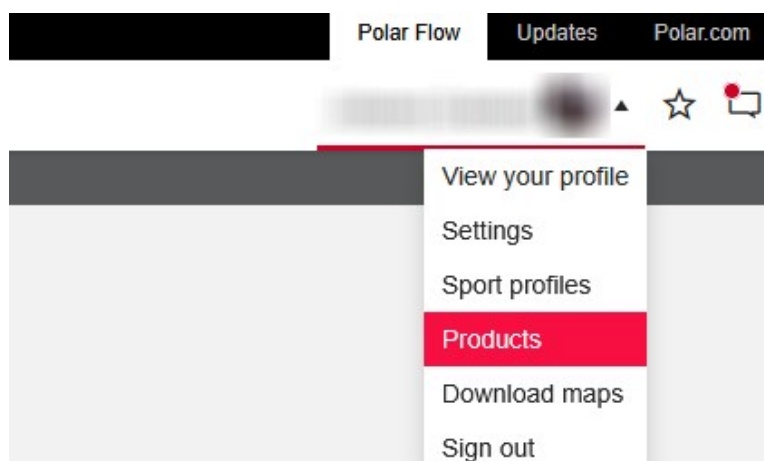 Polar Flow Updates Polar.com
View your profile
Settings
Sport profiles
Products
Download maps
Sign out